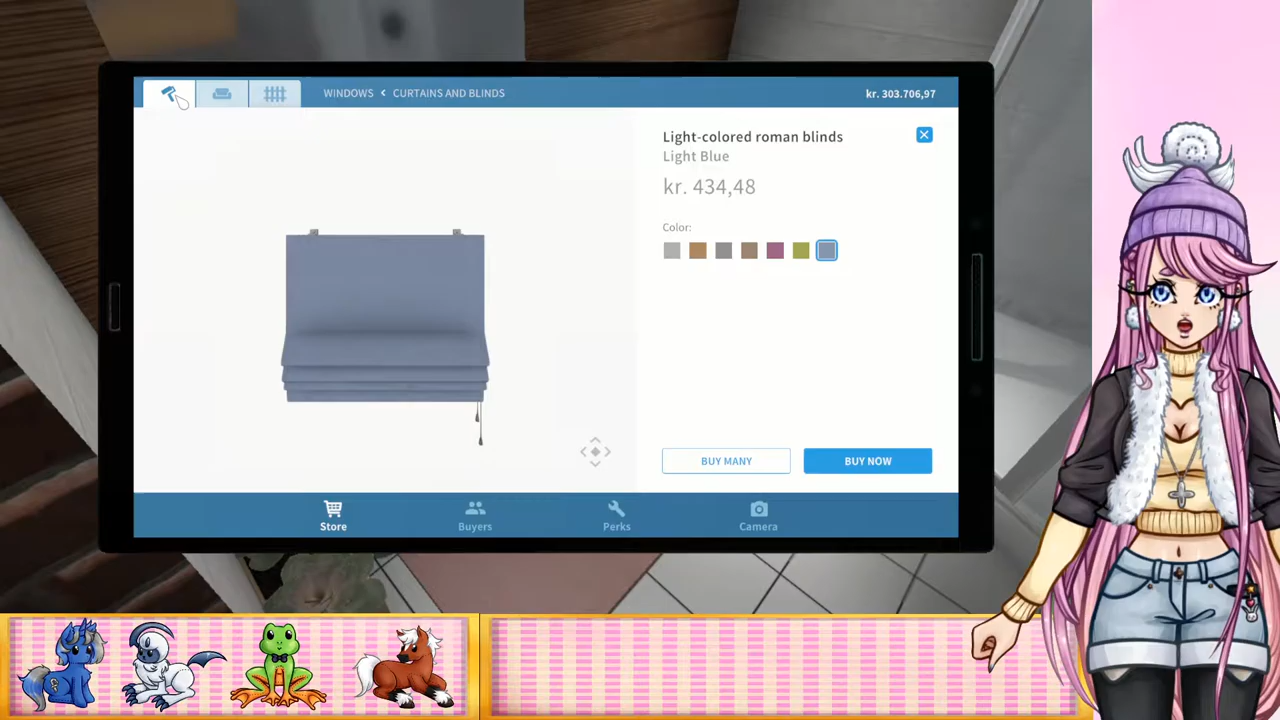 WINDOWS < CURTAINS AND BLINDS
kr. 303.706,97
Light-colored roman blinds
Light Blue
kr. 434,48
Color:
BUY MANY
BUY NOW
Store
Buyers
Perks
Camera